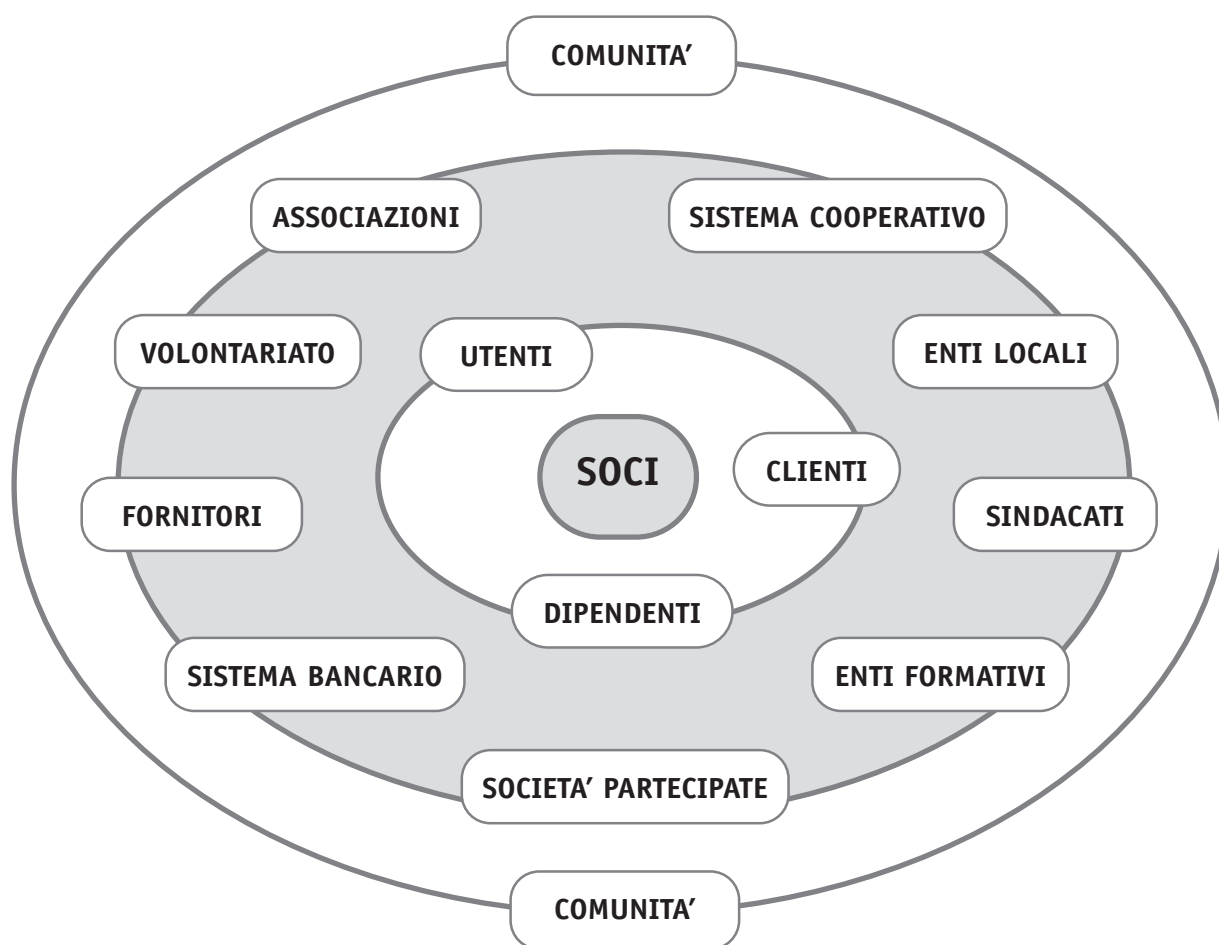 COMUNITA’
ASSOCIAZIONI
SISTEMA COOPERATIVO
VOLONTARIATO
UTENTI
ENTI LOCALI
SOCI
CLIENTI
FORNITORI
SINDACATI
DIPENDENTI
SISTEMA BANCARIO
ENTI FORMATIVI
SOCIETA’ PARTECIPATE
COMUNITA’